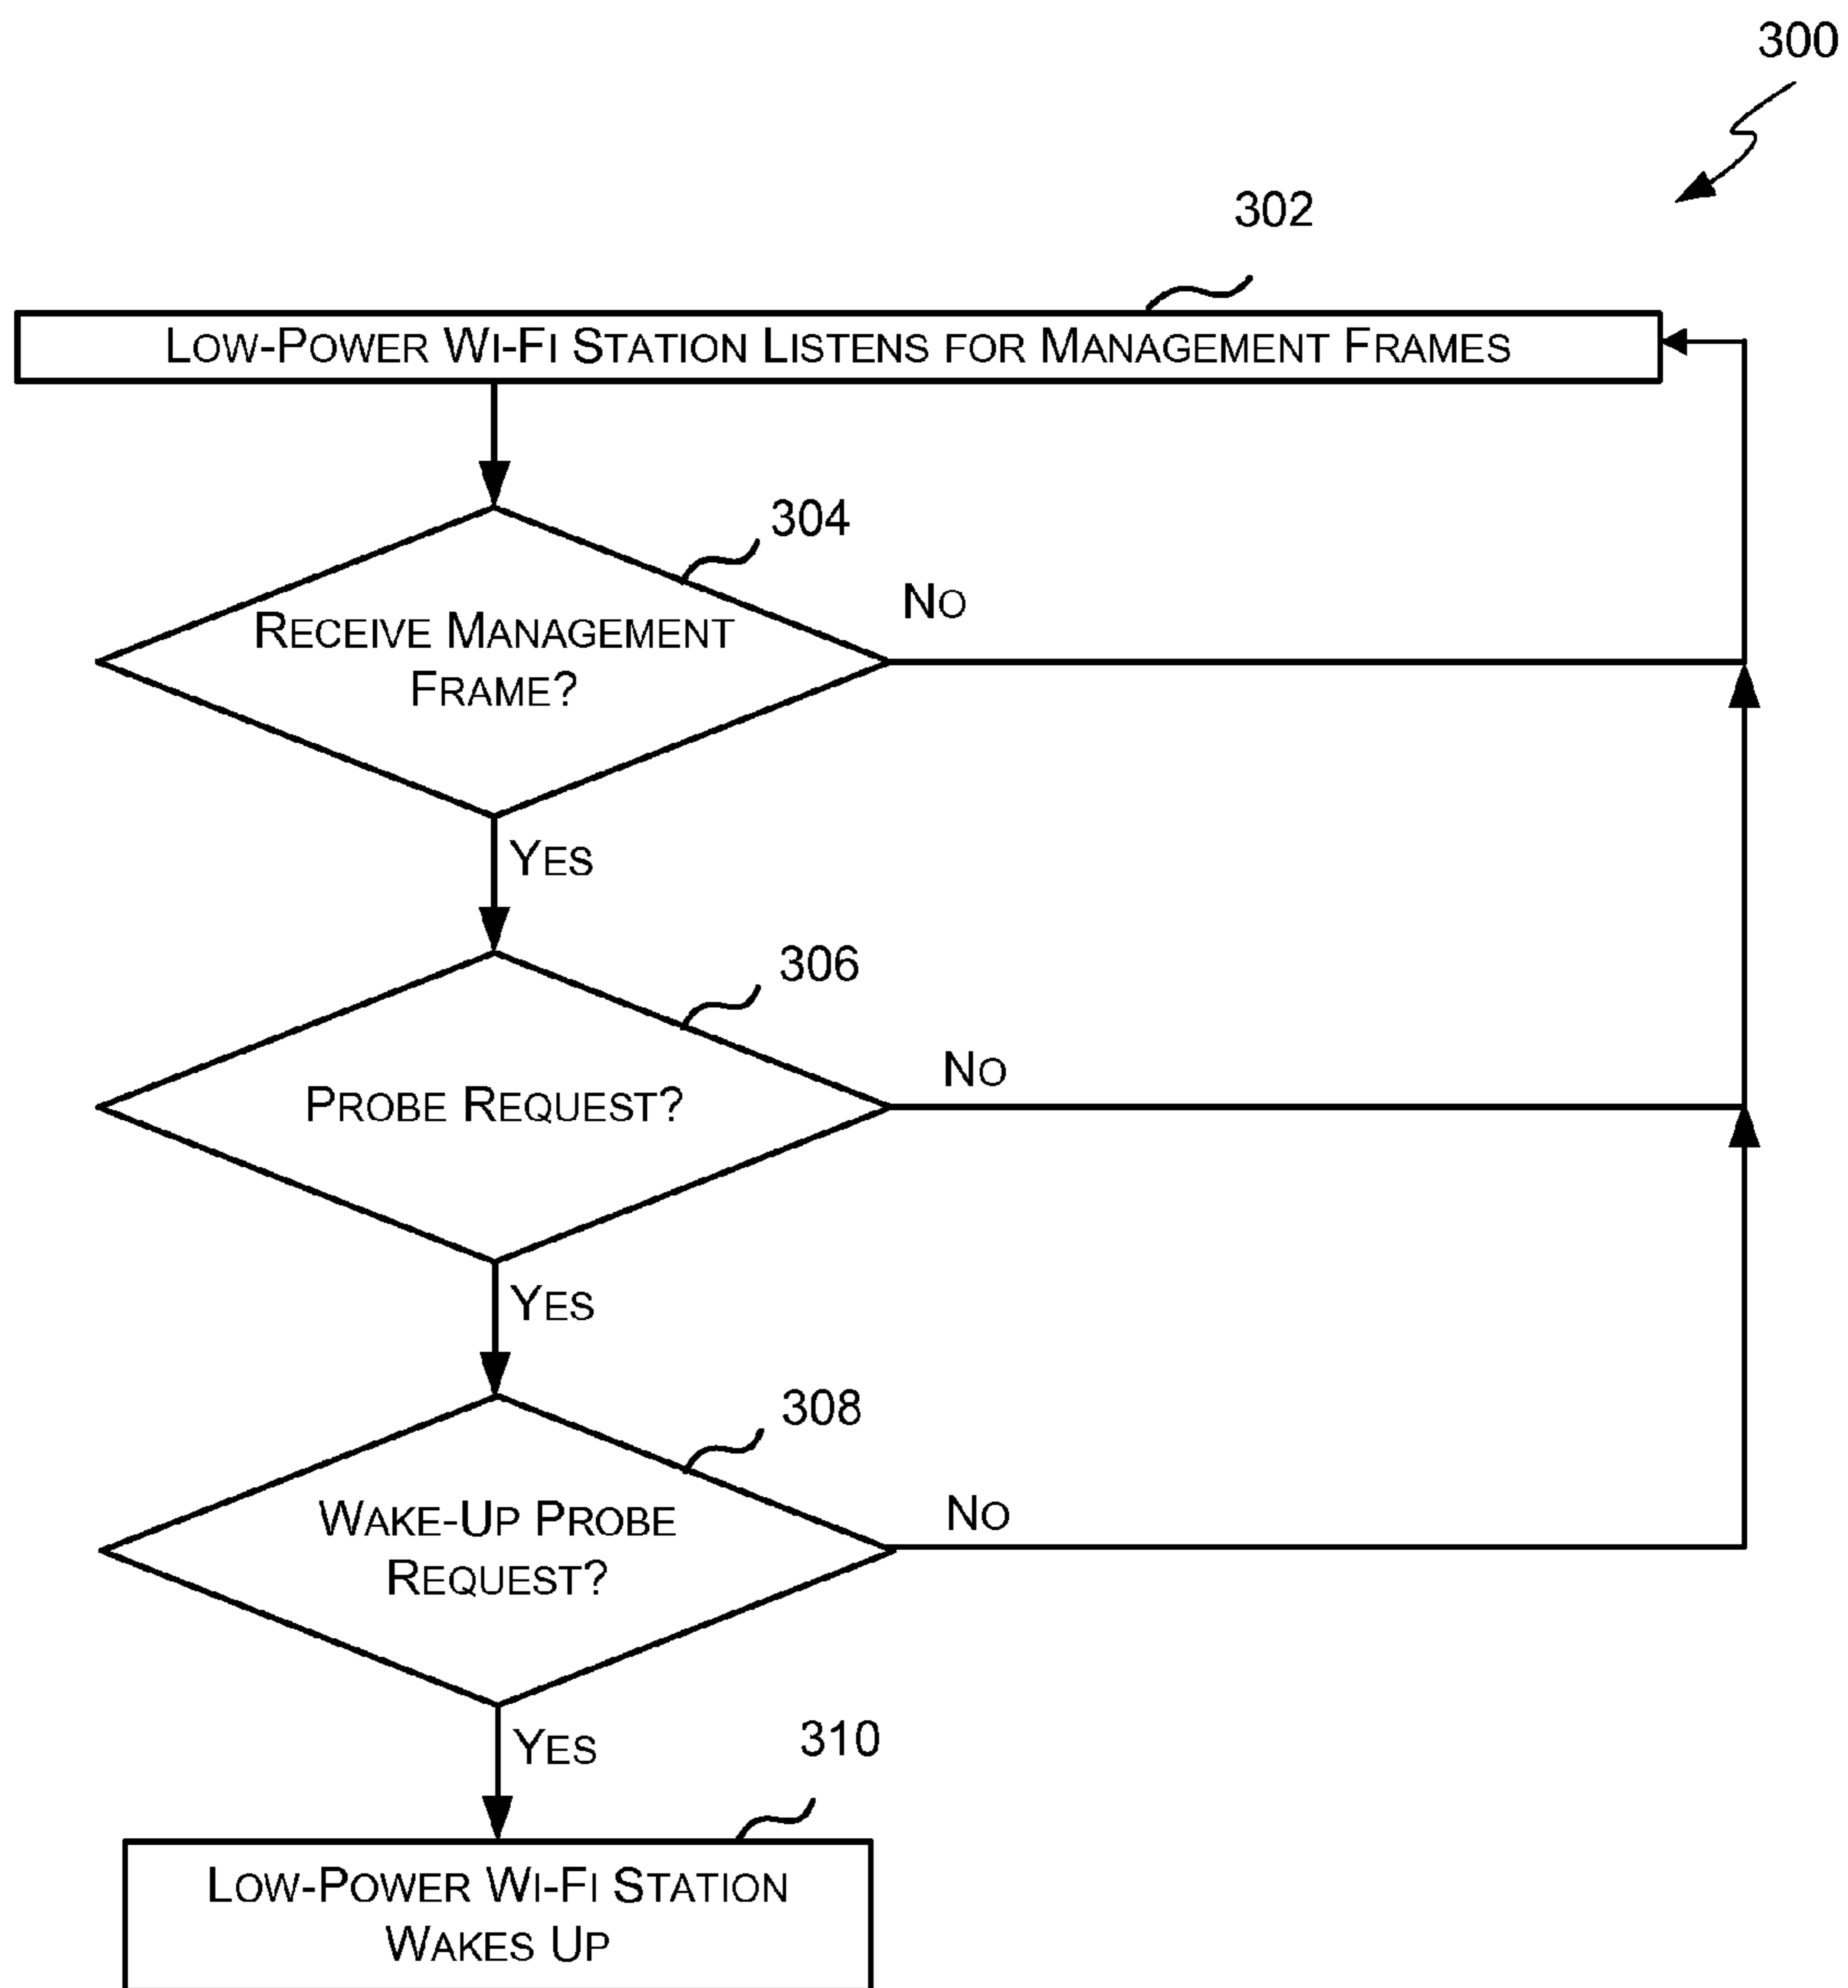 300
302
LOW-POWER WI-FI STATION LISTENS FOR MANAGEMENT FRAMES
304
NO
RECEIVE MANAGEMENT
FRAME?
YES
306
NO
PROBE REQUEST?
YES
308
NO
WAKE-UP PROBE
REQUEST?
YES
310
LOW-POWER WI-FI STATION
WAKES UP